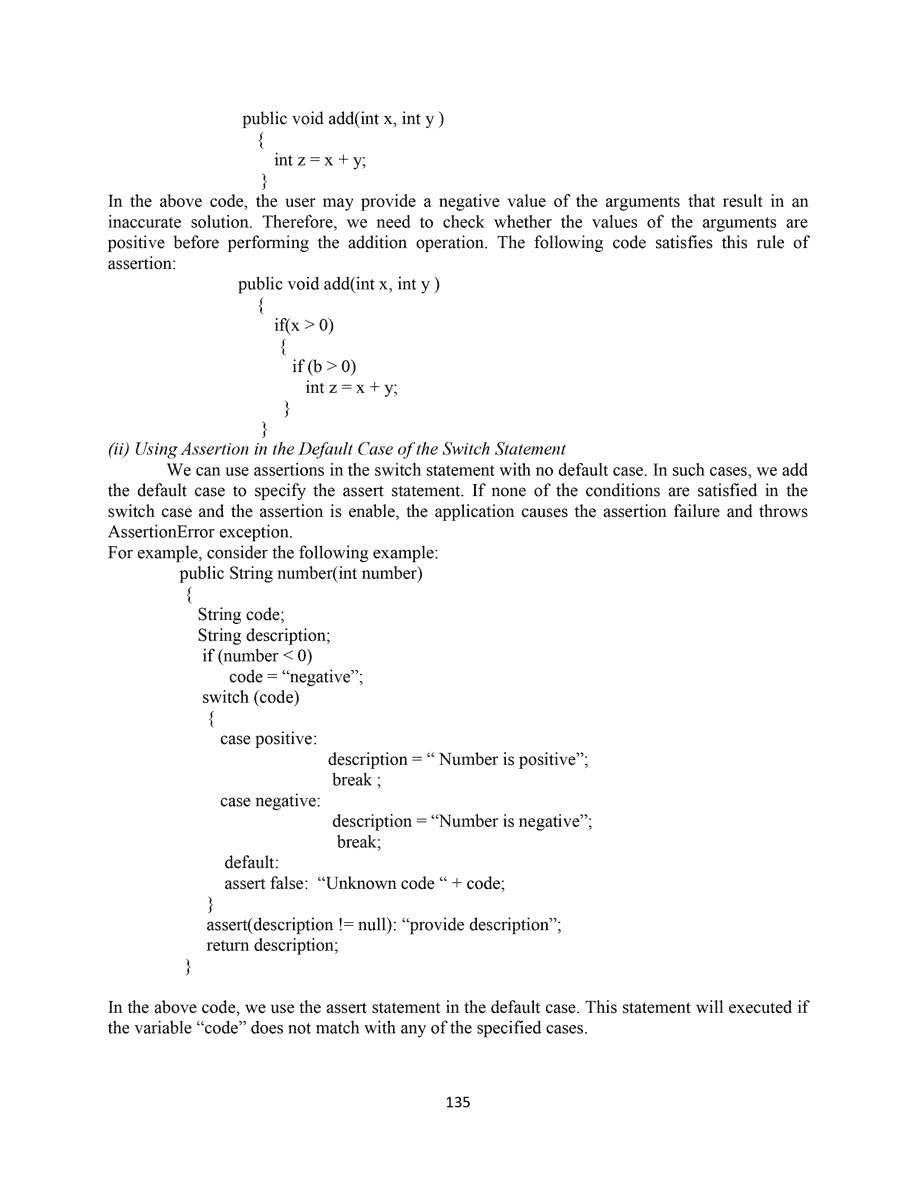 public void add(int x, int y )
{
int z = x + y;
}
In the above code, the user may provide a negative value of the arguments that result in an
inaccurate solution. Therefore, we need to check whether the values of the arguments are
positive before performing the addition operation. The following code satisfies this rule of
assertion:
public void add(int x, int y )
{
if(x > 0)
{
if (b > 0)
int z = x + y;
}
}
(ii) Using Assertion in the Default Case of the Switch Statement
We can use assertions in the switch statement with no default case. In such cases, we add
the default case to specify the assert statement. If none of the conditions are satisfied in the
switch case and the assertion is enable, the application causes the assertion failure and throws
AssertionError exception.
For example, consider the following example:
public String number(int number)
{
String code;
String description;
if (number < 0)
code = “negative”;
switch (code)
{
case positive:
description = “ Number is positive”;
break ;
case negative:
description = “Number is negative”;
break;
default:
assert false: “Unknown code “ + code;
}
assert(description != null): “provide description”;
return description;
}
In the above code, we use the assert statement in the default case. This statement will executed if
the variable “code” does not match with any of the specified cases.
135